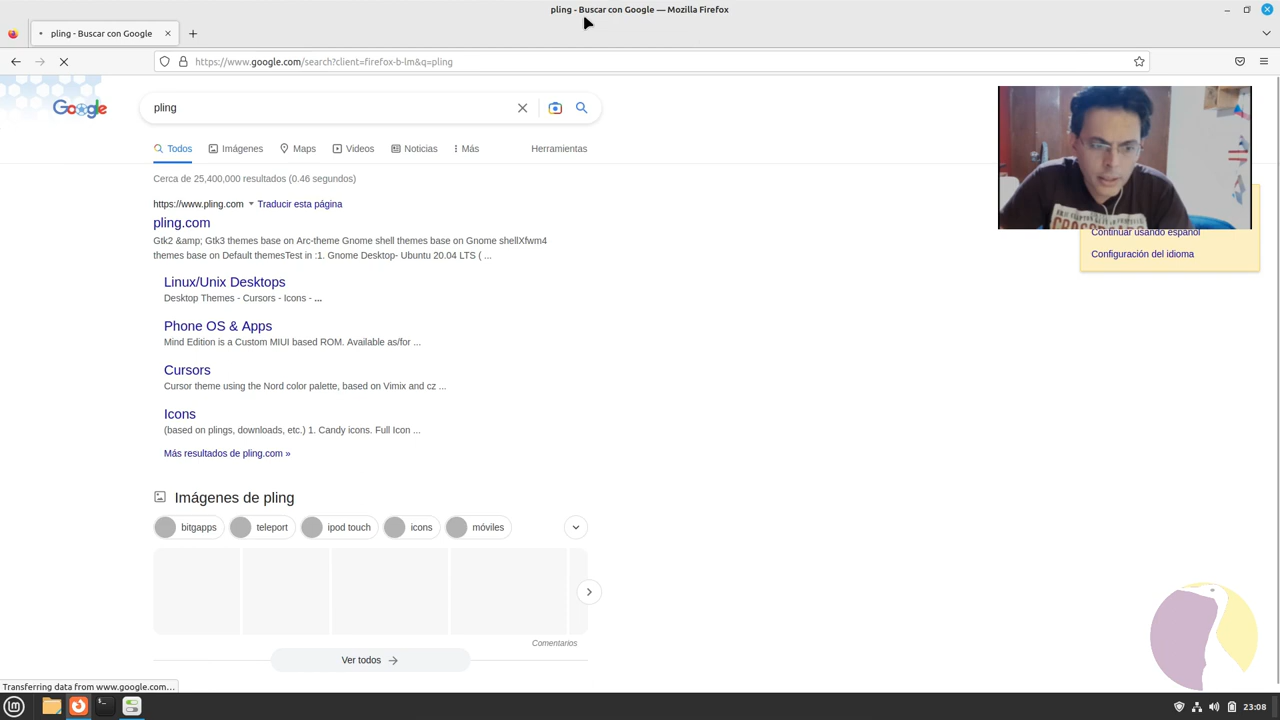 pling - Buscar con Google — Mozilla Firefox
pling - Buscar con Google
https://www.google.com/search?client=firefox-b-lm&q=pling
Google
pling
Todos
Imágenes
Maps
Videos
Noticias
Más
Herramientas
Cerca de 25,400,000 resultados (0.46 segundos)
https://www.pling.com
Traducir esta página
pling.com
Gtk2 &amp; Gtk3 themes base on Arc-theme Gnome shell themes base on Gnome shellXfwm4
themes base on Default themesTest in :1. Gnome Desktop- Ubuntu 20.04 LTS ( ...
Linux/Unix Desktops
Desktop Themes - Cursors - Icons - ...
Phone OS & Apps
Mind Edition is a Custom MIUI based ROM. Available as/for ...
Cursors
Cursor theme using the Nord color palette, based on Vimix and cz ...
Icons
(based on plings, downloads, etc.) 1. Candy icons. Full Icon ...
Más resultados de pling.com »
Continuar usando español
Configuración del idioma
Imágenes de pling
bitgapps
teleport
ipod touch
icons
móviles
Comentarios
Ver todos
Transferring data from www.google.com…
23:08